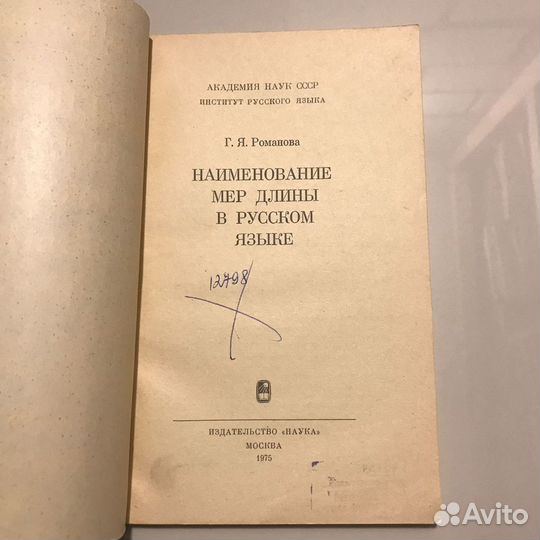 АКАДЕМИЯ НАУК СССР
ИНСТИТУТ РУССКОГО ЯЗЫКА
Г. Я. Романова
НАИМЕНОВАНИЕ
МЕР ДЛИНЫ
В РУССКОМ
ЯЗЫКЕ
12798
ИЗДАТЕЛЬСТВО «НАУКА»
МОСКВА
1975
Avito